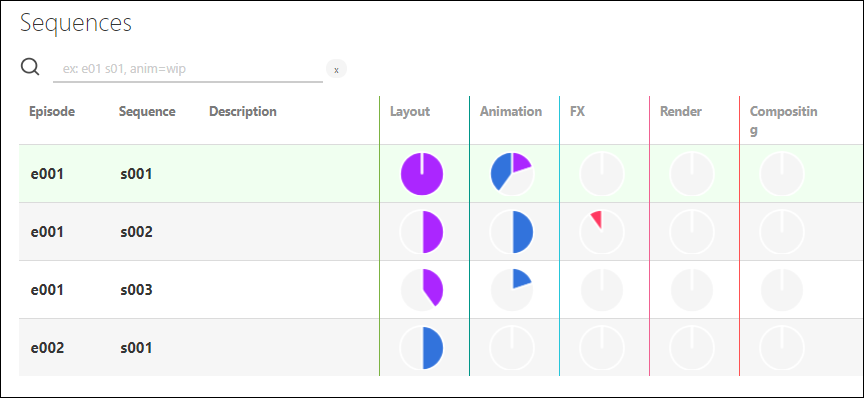 Sequences
ex: e01 s01, anim=wip x
Episode Sequence Description Layout Animation FX Render Compositin
g
e001 s001
e001 s002
e001 s003
e002 s001